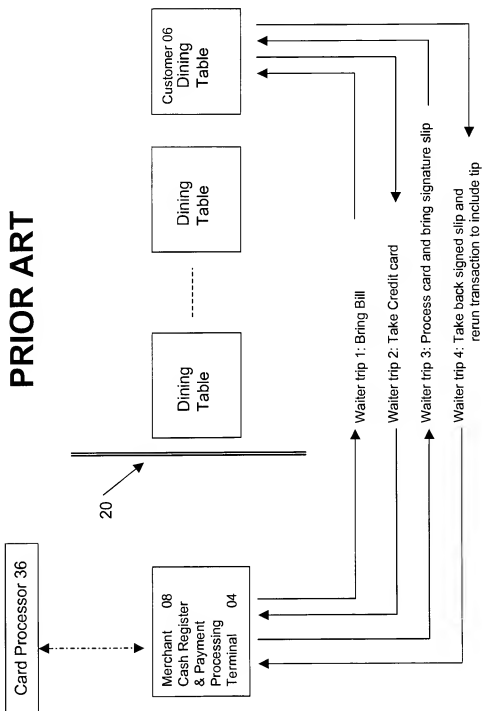 PRIOR ART
Card Processor 36
Merchant 08
Cash Register
& Payment
Processing
Terminal 04
20
Dining
Table
Dining
Table
Customer 06
Dining
Table
Waiter trip 1: Bring Bill
Waiter trip 2: Take Credit card
Waiter trip 3: Process card and bring signature slip
Waiter trip 4: Take back signed slip and
rerun transaction to include tip